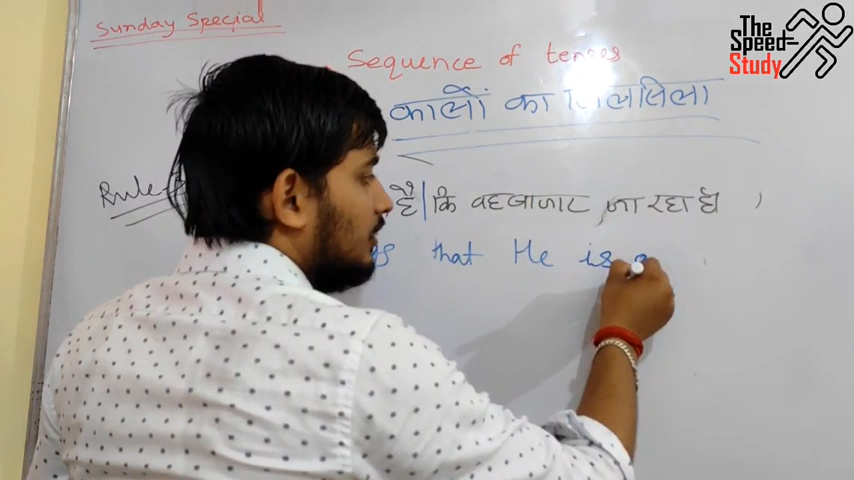 Sunday Special
The
Speed-
Study
Sequence of tenses
कालों का सिलसिला
Rule-
है | कि वह बाजार जा रहा है
that He is